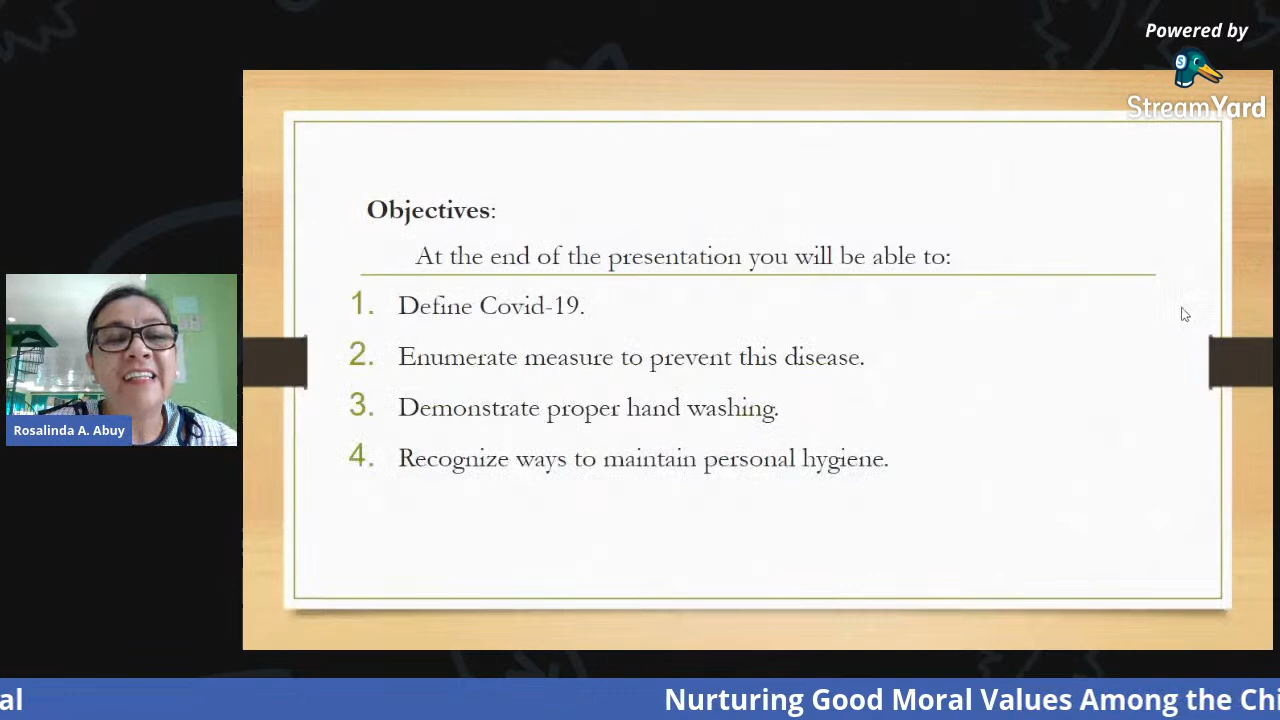 Powered by
StreamYard
Objectives:
At the end of the presentation you will be able to:
1. Define Covid-19.
2. Enumerate measure to prevent this disease.
3. Demonstrate proper hand washing.
4. Recognize ways to maintain personal hygiene.
Rosalinda A. Abuy
al Nurturing Good Moral Values Among the Chi